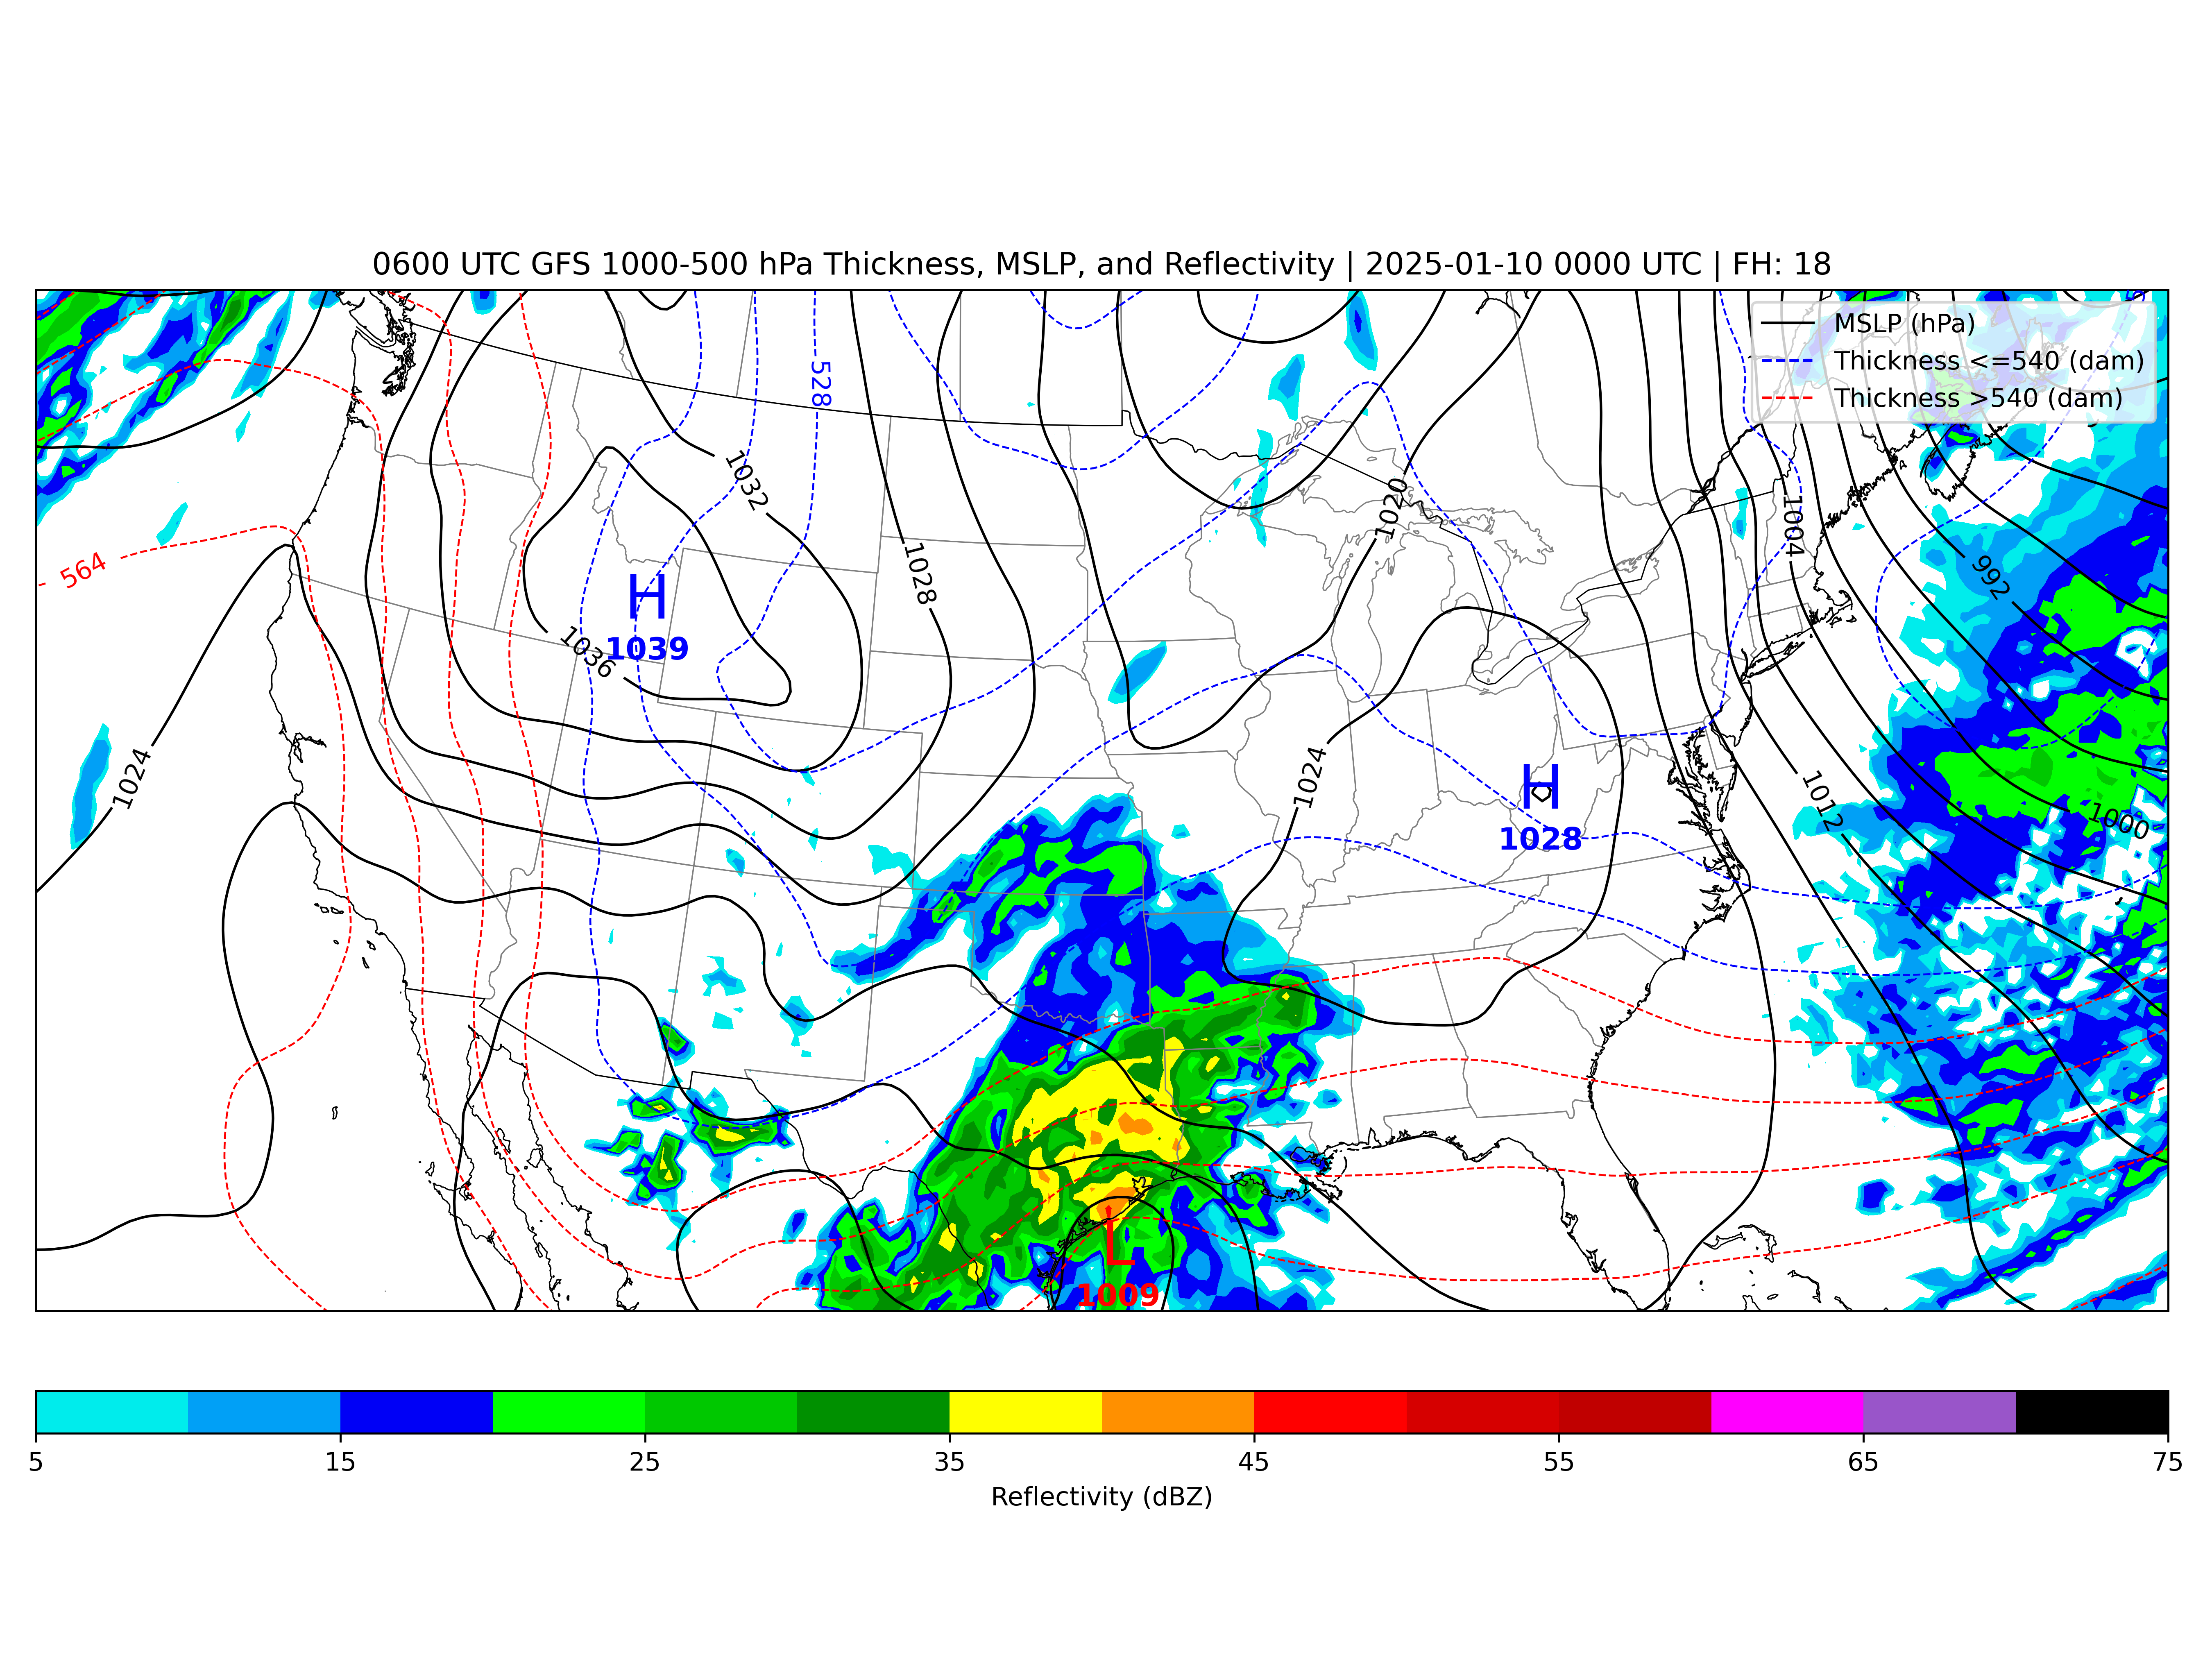 0600 UTC GFS 1000-500 hPa Thickness, MSLP, and Reflectivity | 2025-01-10 0000 UTC | FH: 18
MSLP (hPa)
Thickness <=540 (dam)
Thickness >540 (dam)
528
1032
1020
1004
564
1028
992
H
1039
1036
1024
1024
H
1028
1012
1000
L
1009
5 15 25 35 45 55 65 75
Reflectivity (dBZ)